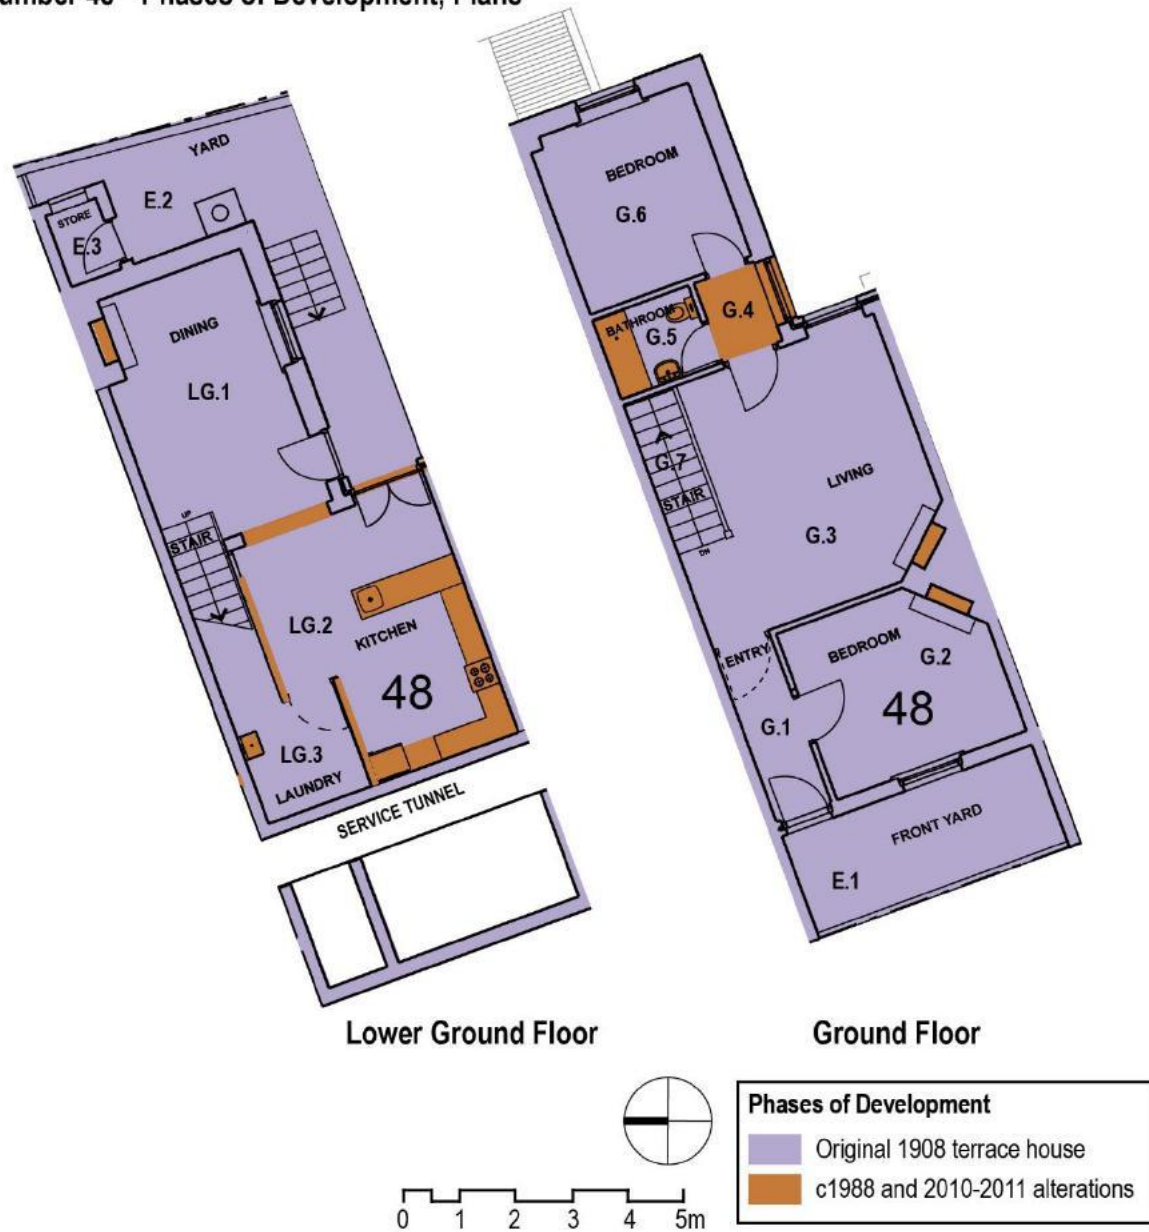 Number 48 - Phases of Development, Plans
YARD
E.2
STORE
E.3
DINING
LG.1
UP
STAIR
LG.2
KITCHEN
48
LG.3
LAUNDRY
SERVICE TUNNEL
Lower Ground Floor
BEDROOM
G.6
BATHROOM
G.5
G.4
G.7
STAIR
DN
LIVING
G.3
ENTRY
BEDROOM
G.2
48
G.1
FRONT YARD
E.1
Ground Floor
Phases of Development
Original 1908 terrace house
c1988 and 2010-2011 alterations
0 1 2 3 4 5m